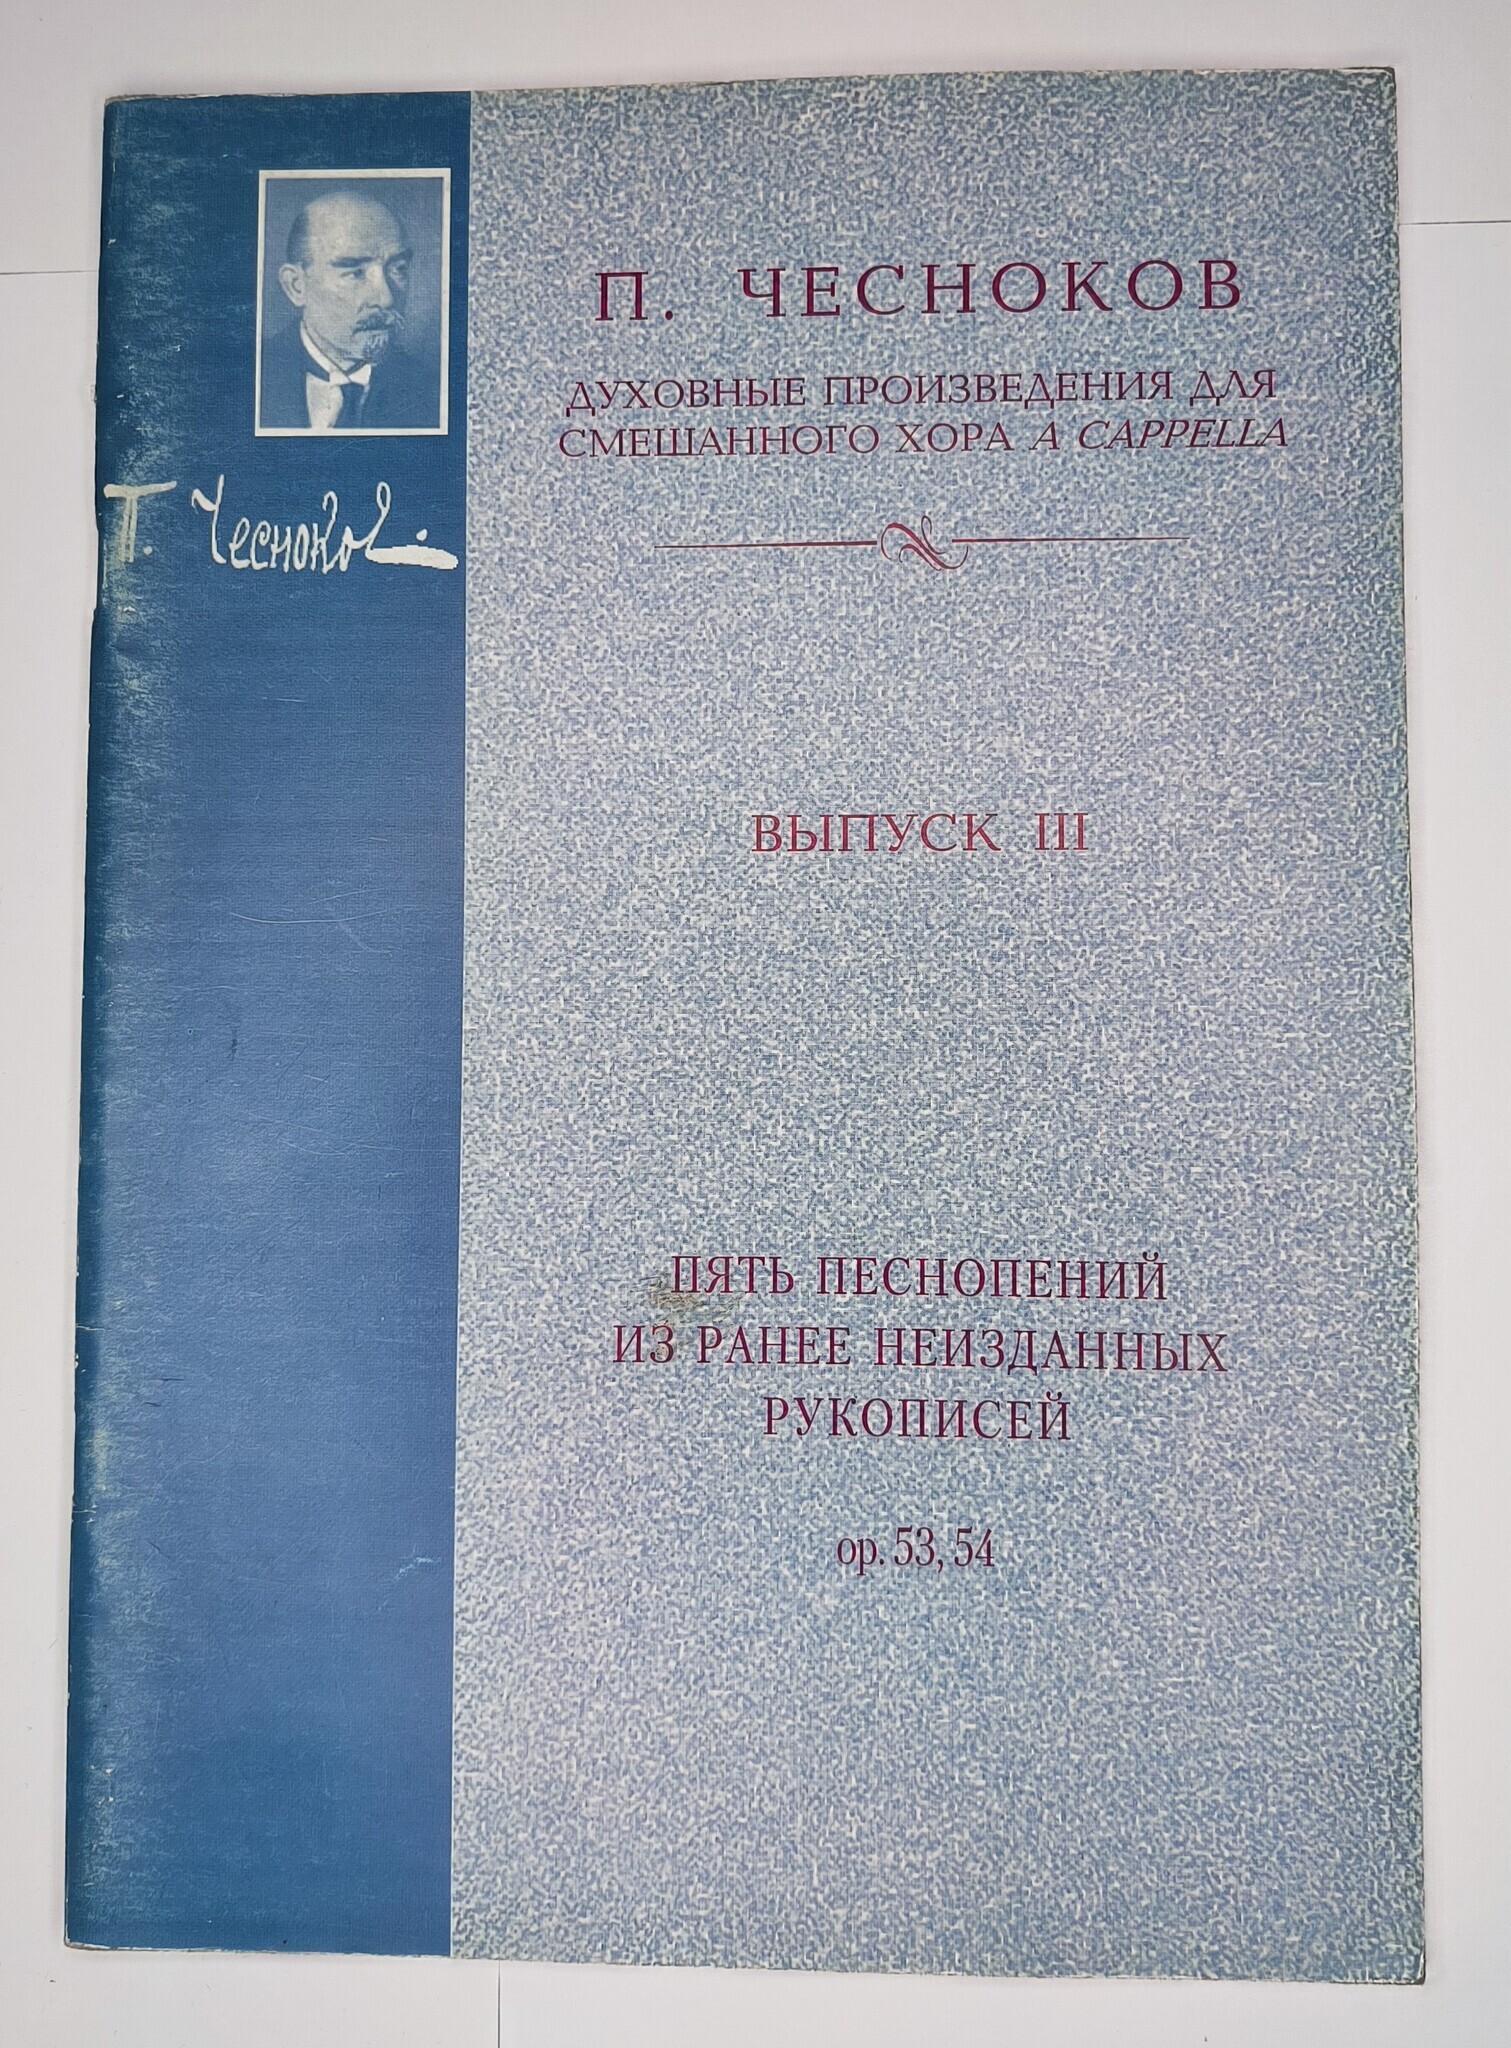 П. ЧЕСНОКОВ
ДУХОВНЫЕ ПРОИЗВЕДЕНИЯ ДЛЯ
СМЕШАННОГО ХОРА A CAPPELLA
П. Чесноков.
ВЫПУСК III
ПЯТЬ ПЕСНОПЕНИЙ
ИЗ РАНЕЕ НЕИЗДАННЫХ
РУКОПИСЕЙ
op. 53, 54